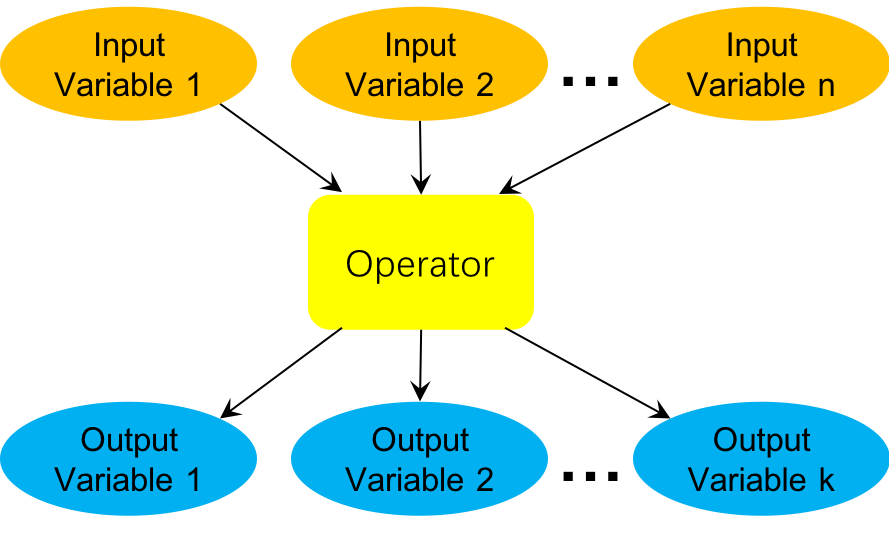 Input
Variable 1
Input
Variable 2
...
Input
Variable n
Operator
Output
Variable 1
Output
Variable 2
...
Output
Variable k